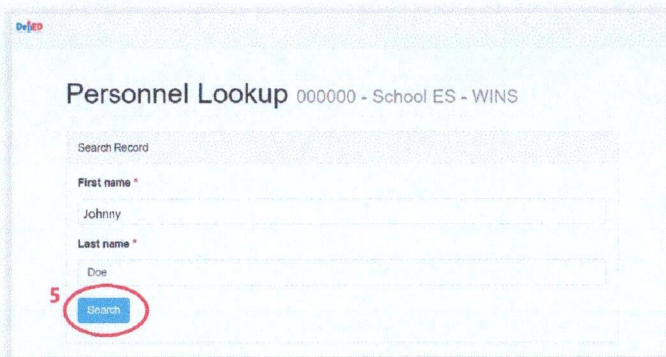 DepED
Personnel Lookup 000000 - School ES - WINS
Search Record
First name *
Johnny
Last name *
Doe
5
Search